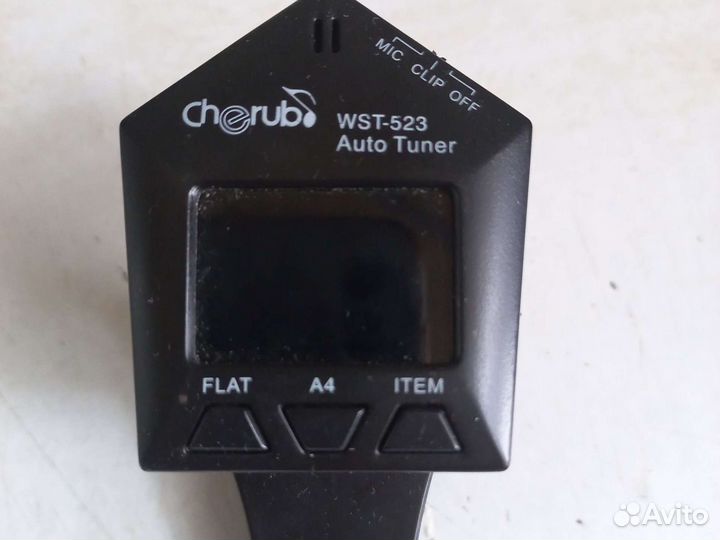 MIC CLIP OFF
cherub
WST-523
Auto Tuner
FLAT A4 ITEM
Avito